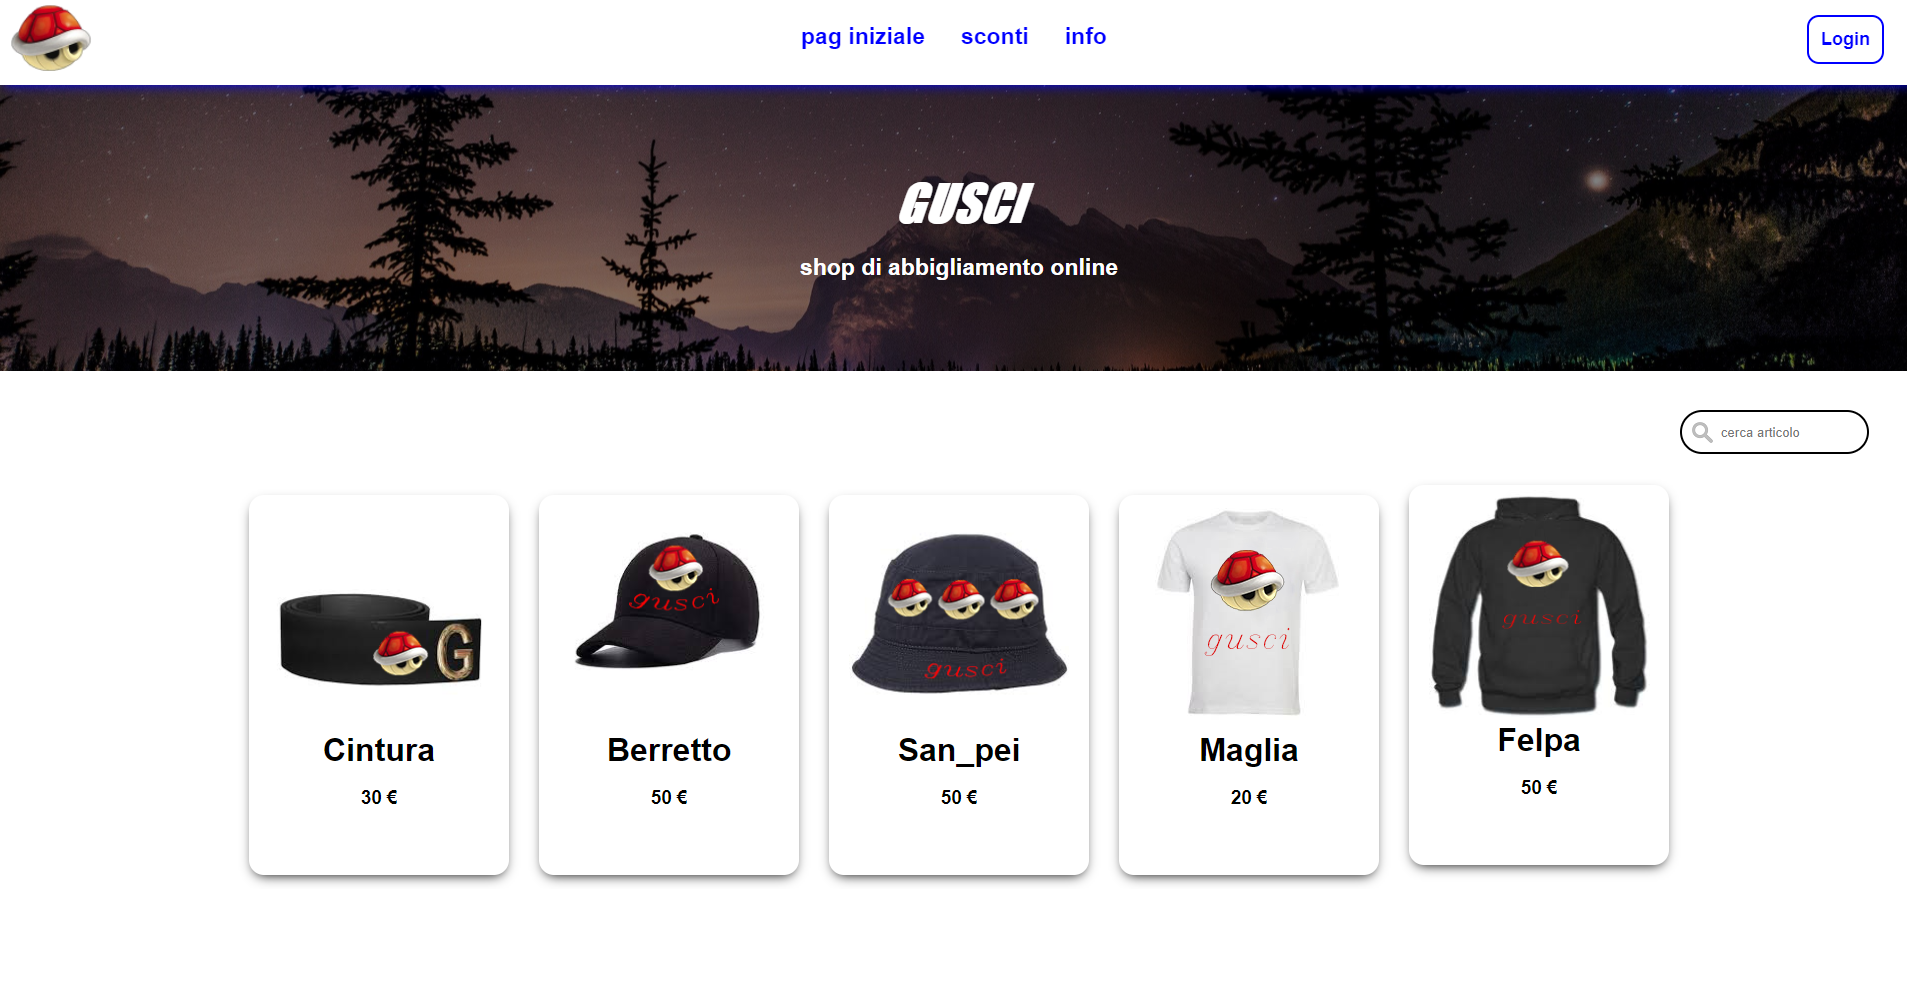 pag iniziale sconti info
Login
GUSCI
shop di abbigliamento online
cerca articolo
G
gusci
gusci
gusci
gusci
Cintura
30 €
Berretto
50 €
San_pei
50 €
Maglia
20 €
Felpa
50 €